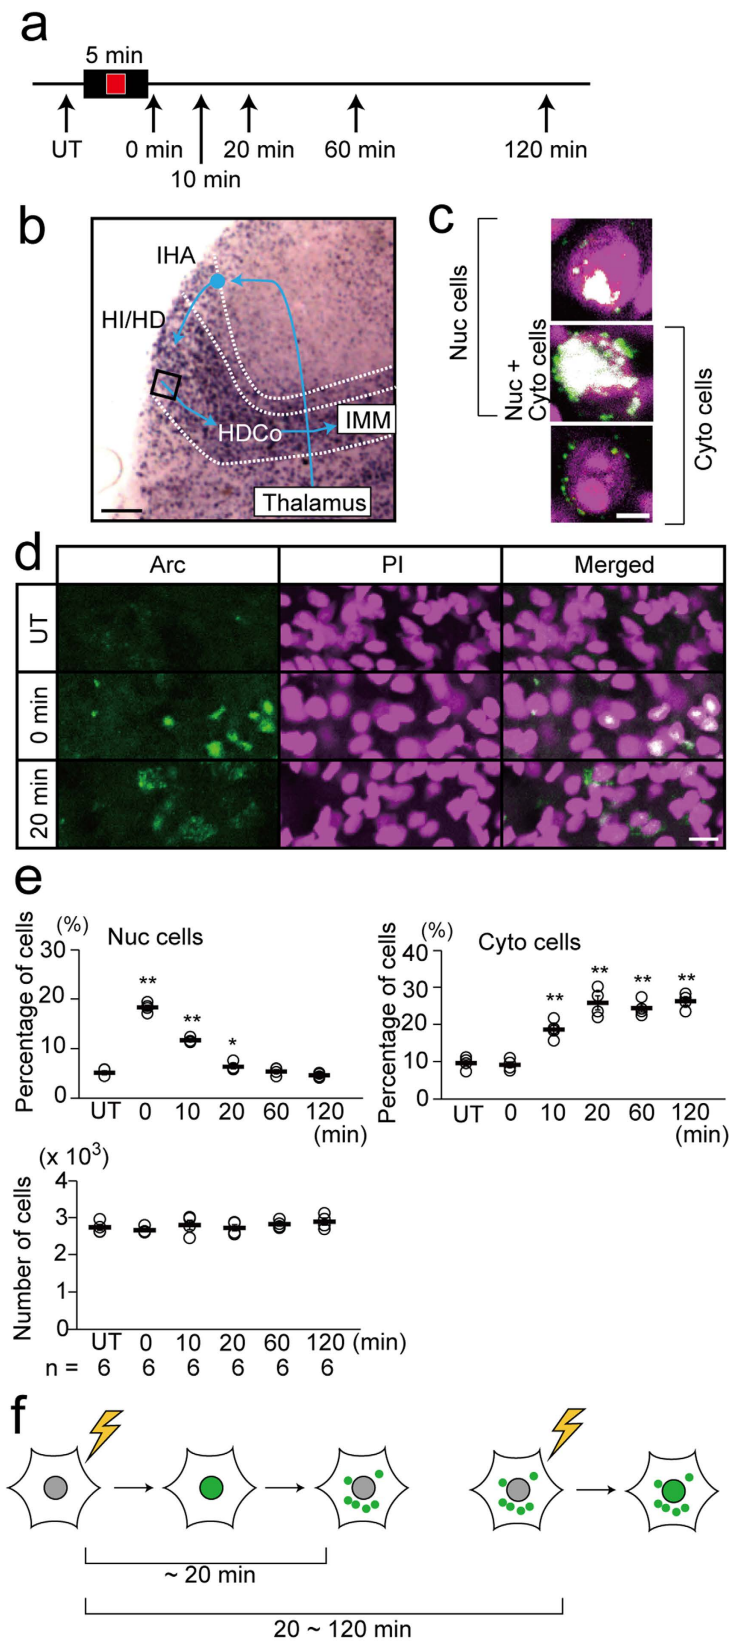 a
5 min
UT
0 min
10 min
20 min
60 min
120 min
b
IHA
HI/HD
HDCo
IMM
Thalamus
c
Nuc cells
Nuc +
Cyto cells
Cyto cells
d
Arc
PI
Merged
UT
0 min
20 min
e
(%)
Nuc cells
Percentage of cells
30
20
10
0
** ** *
UT 0 10 20 60 120
(min)
(%)
Cyto cells
Percentage of cells
40
30
20
10
0
** ** ** **
UT 0 10 20 60 120
(min)
(x 10³)
Number of cells
4
3
2
1
0
UT 0 10 20 60 120 (min)
n = 6 6 6 6 6 6
f
~ 20 min
20 ~ 120 min